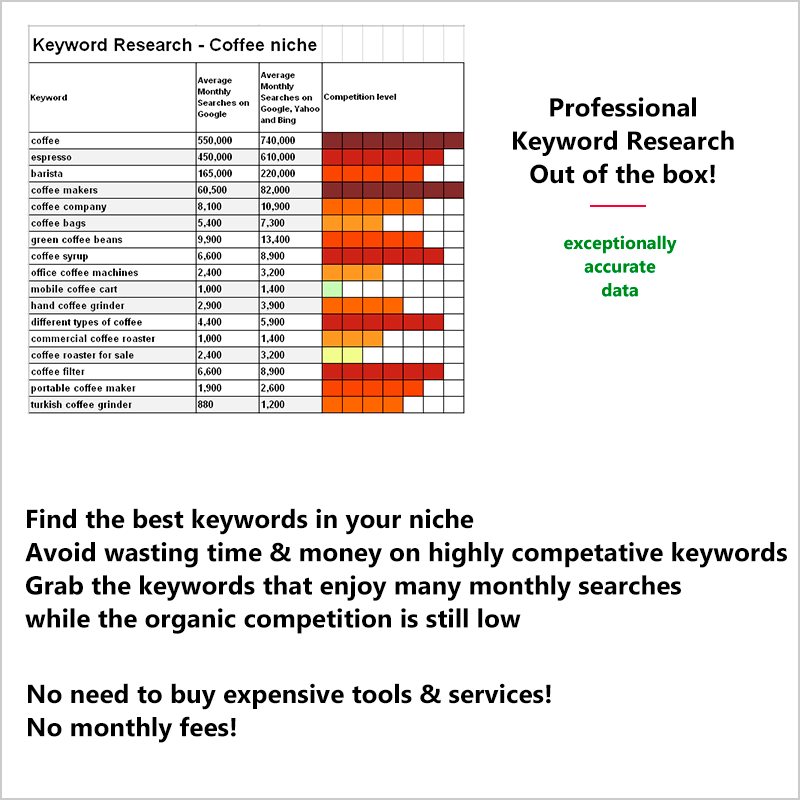 Keyword Research - Coffee niche
Keyword
Average
Monthly
Searches on
Google
Average
Monthly
Searches on
Google, Yahoo
and Bing
Competition level
coffee 550,000 740,000
espresso 450,000 610,000
barista 165,000 220,000
coffee makers 60,500 82,000
coffee company 8,100 10,900
coffee bags 5,400 7,300
green coffee beans 9,900 13,400
coffee syrup 6,600 8,900
office coffee machines 2,400 3,200
mobile coffee cart 1,000 1,400
hand coffee grinder 2,900 3,900
different types of coffee 4,400 5,900
commercial coffee roaster 1,000 1,400
coffee roaster for sale 2,400 3,200
coffee filter 6,600 8,900
portable coffee maker 1,900 2,600
turkish coffee grinder 880 1,200
Professional
Keyword Research
Out of the box!
exceptionally
accurate
data
Find the best keywords in your niche
Avoid wasting time & money on highly competative keywords
Grab the keywords that enjoy many monthly searches
while the organic competition is still low
No need to buy expensive tools & services!
No monthly fees!